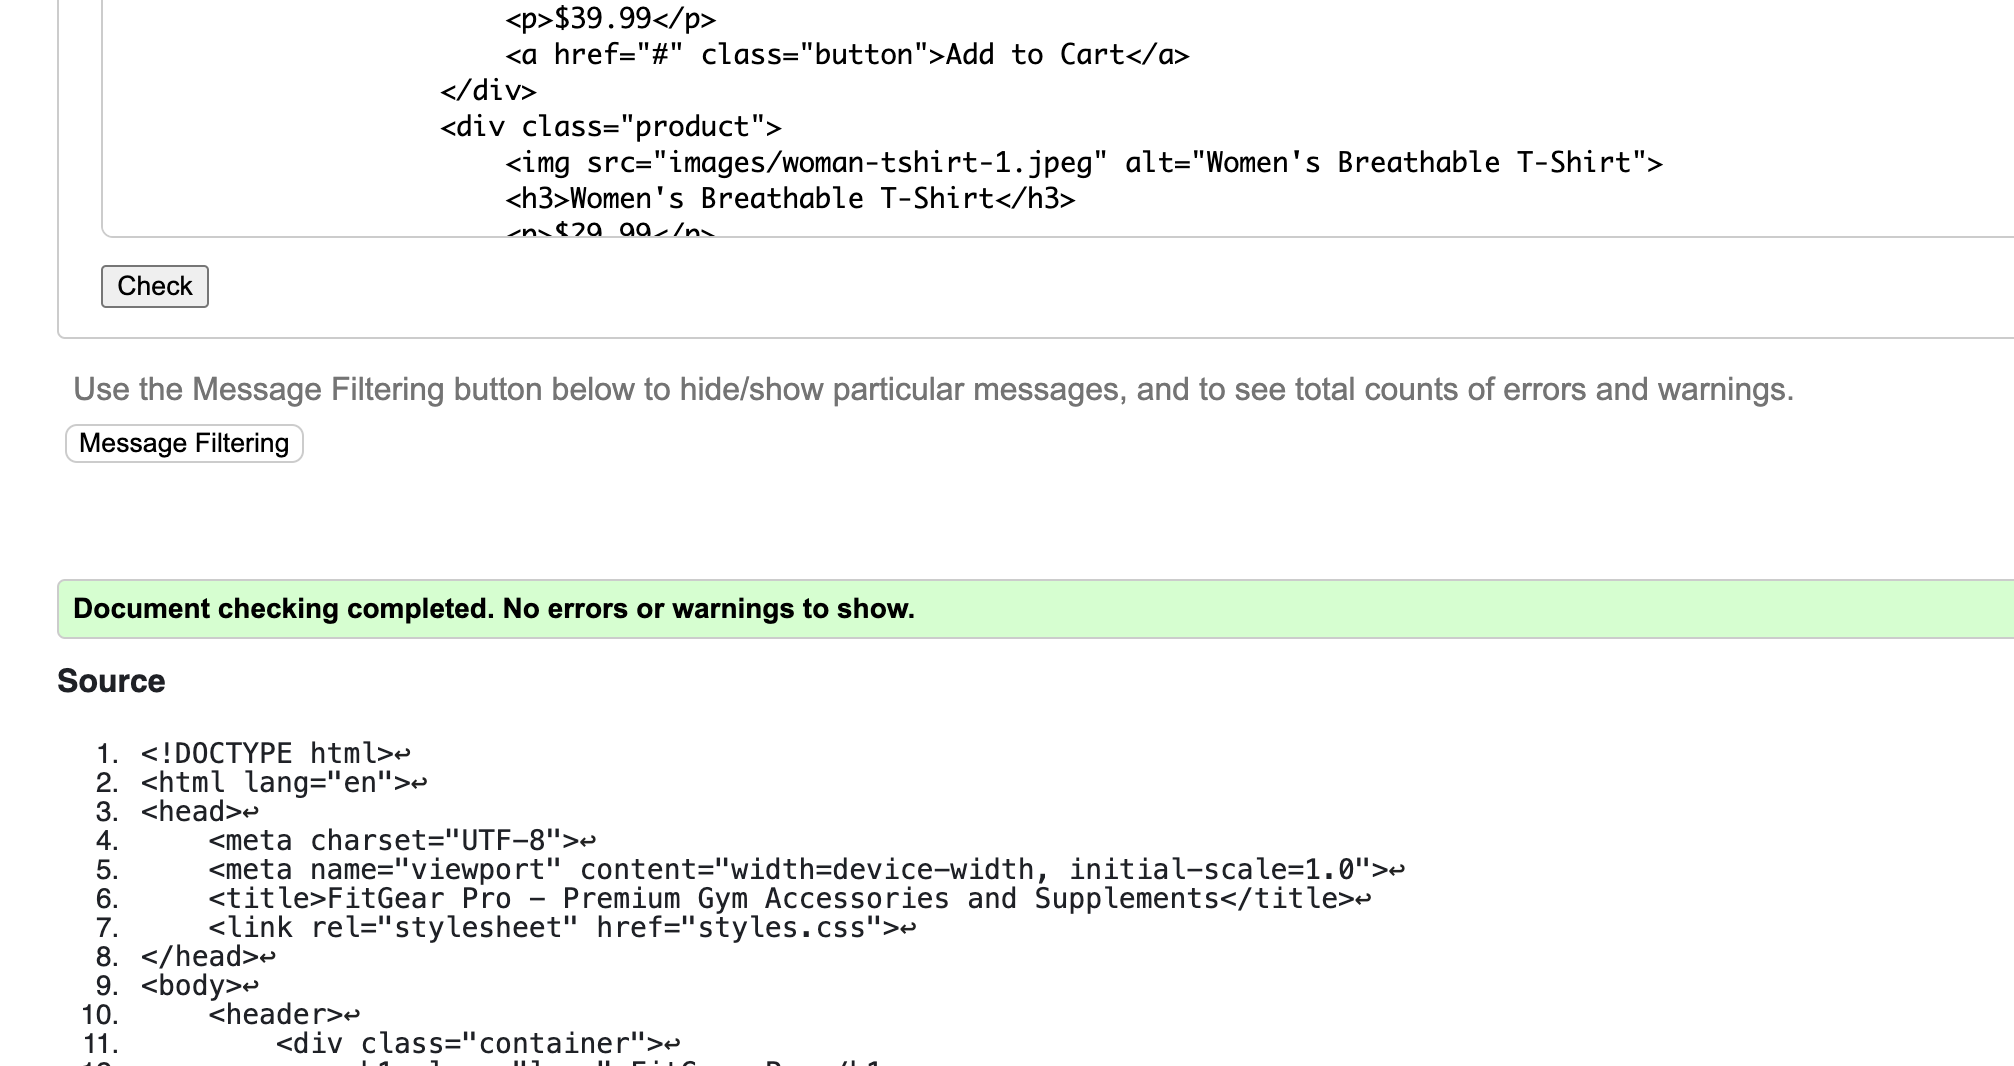 <p>$39.99</p>
<a href="#" class="button">Add to Cart</a>
</div>
<div class="product">
<img src="images/woman-tshirt-1.jpeg" alt="Women's Breathable T-Shirt">
<h3>Women's Breathable T-Shirt</h3>
<p>$29.99</p>
Check
Use the Message Filtering button below to hide/show particular messages, and to see total counts of errors and warnings.
Message Filtering
Document checking completed. No errors or warnings to show.
Source
1. <!DOCTYPE html>↩
2. <html lang="en">↩
3. <head>↩
4. <meta charset="UTF-8">↩
5. <meta name="viewport" content="width=device-width, initial-scale=1.0">↩
6. <title>FitGear Pro - Premium Gym Accessories and Supplements</title>↩
7. <link rel="stylesheet" href="styles.css">↩
8. </head>↩
9. <body>↩
10. <header>↩
11. <div class="container">↩